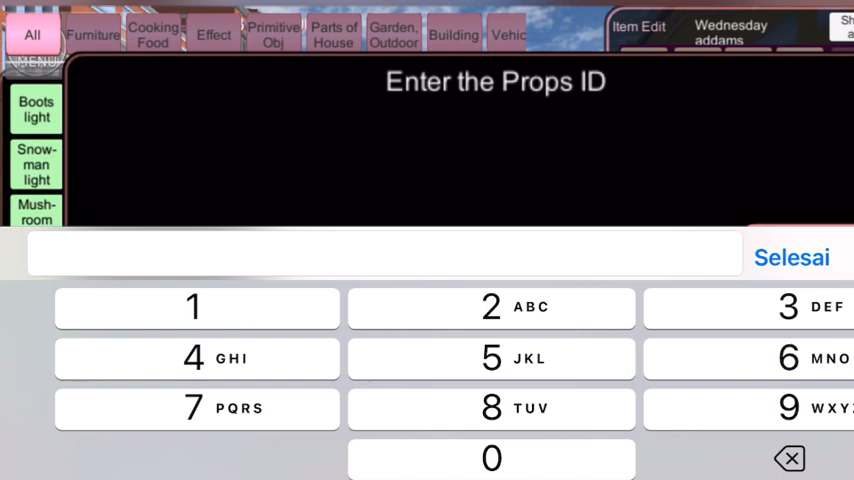 All
Furniture
Cooking
Food
Effect
Primitive
Obj
Parts of
House
Garden,
Outdoor
Building
Vehic
Item Edit
Wednesday
addams
Sh
a
MENU
Enter the Props ID
Boots
light
Snow-
man
light
Mush-
room
Selesai
1
2 ABC
3 DEF
4 GHI
5 JKL
6 MNO
7 PQRS
8 TUV
9 WXYZ
0